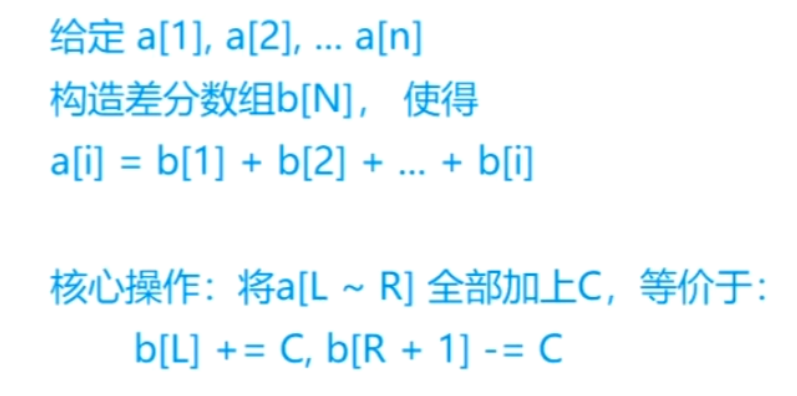 给定 a[1], a[2], ... a[n]
构造差分数组b[N]， 使得
a[i] = b[1] + b[2] + ... + b[i]
核心操作：将a[L ~ R] 全部加上C，等价于：
b[L] += C, b[R + 1] -= C